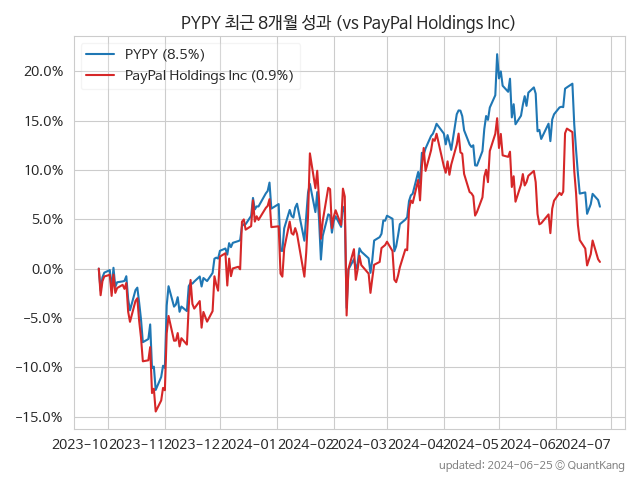 PYPY 최근 8개월 성과 (vs PayPal Holdings Inc)
PYPY (8.5%)
PayPal Holdings Inc (0.9%)
20.0%
15.0%
10.0%
5.0%
0.0%
−5.0%
−10.0%
−15.0%
2023-10 2023-11 2023-12 2024-01 2024-02 2024-03 2024-04 2024-05 2024-06 2024-07
updated: 2024-06-25 ⓒ QuantKang